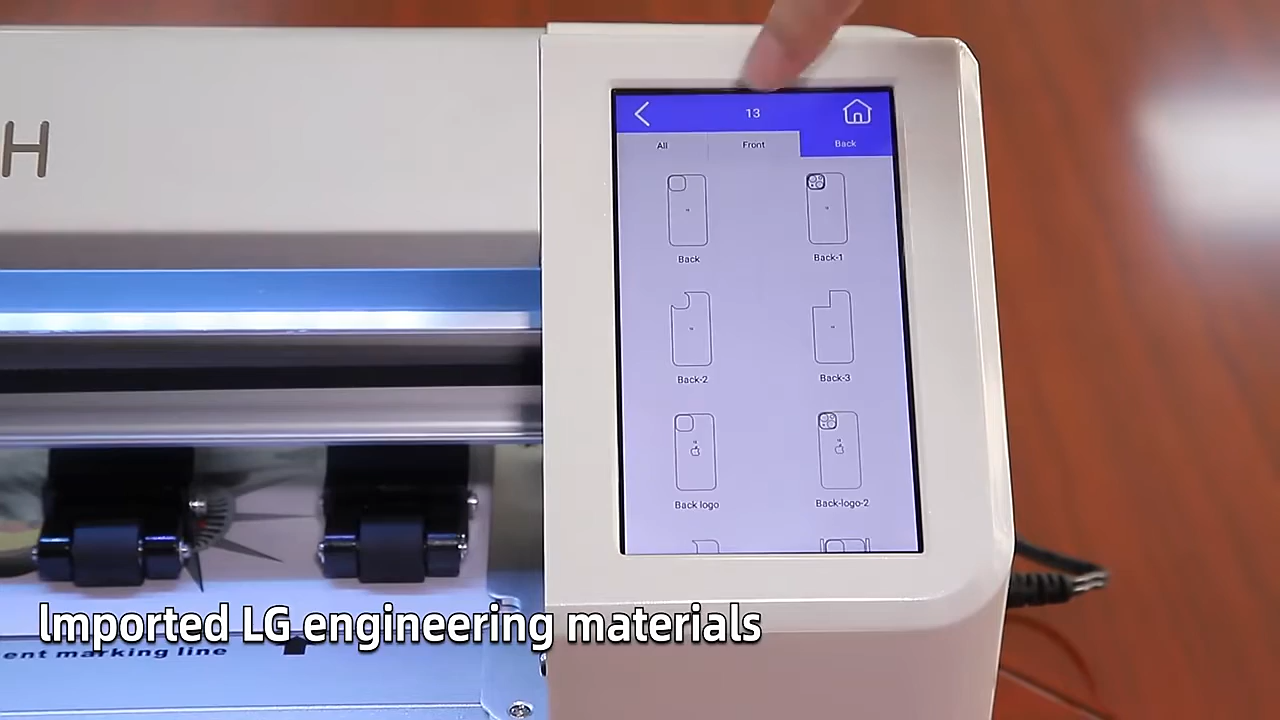 H
13
All
Front
Back
Back
Back-1
Back-2
Back-3
Back logo
Back-logo-2
Imported LG engineering materials
ent marking line